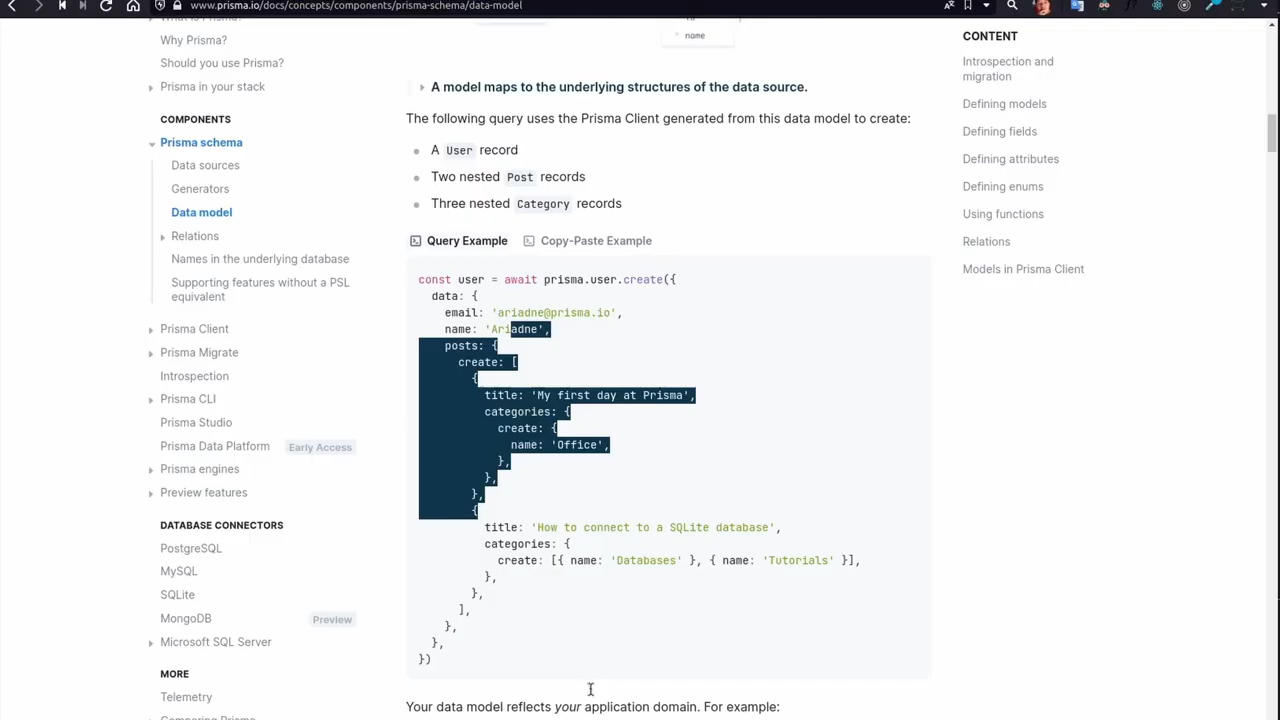 www.prisma.io/docs/concepts/components/prisma-schema/data-model
What is Prisma?
Why Prisma?
Should you use Prisma?
Prisma in your stack
COMPONENTS
Prisma schema
Data sources
Generators
Data model
Relations
Names in the underlying database
Supporting features without a PSL
equivalent
Prisma Client
Prisma Migrate
Introspection
Prisma CLI
Prisma Studio
Prisma Data Platform Early Access
Prisma engines
Preview features
DATABASE CONNECTORS
PostgreSQL
MySQL
SQLite
MongoDB Preview
Microsoft SQL Server
MORE
Telemetry
Comparing Prisma
name
A model maps to the underlying structures of the data source.
The following query uses the Prisma Client generated from this data model to create:
A User record
Two nested Post records
Three nested Category records
Query Example Copy-Paste Example
const user = await prisma.user.create({
data: {
email: 'ariadne@prisma.io',
name: 'Ariadne',
posts: {
create: [
{
title: 'My first day at Prisma',
categories: {
create: {
name: 'Office',
},
},
},
{
title: 'How to connect to a SQLite database',
categories: {
create: [{ name: 'Databases' }, { name: 'Tutorials' }],
},
},
],
},
},
})
Your data model reflects your application domain. For example:
CONTENT
Introspection and
migration
Defining models
Defining fields
Defining attributes
Defining enums
Using functions
Relations
Models in Prisma Client